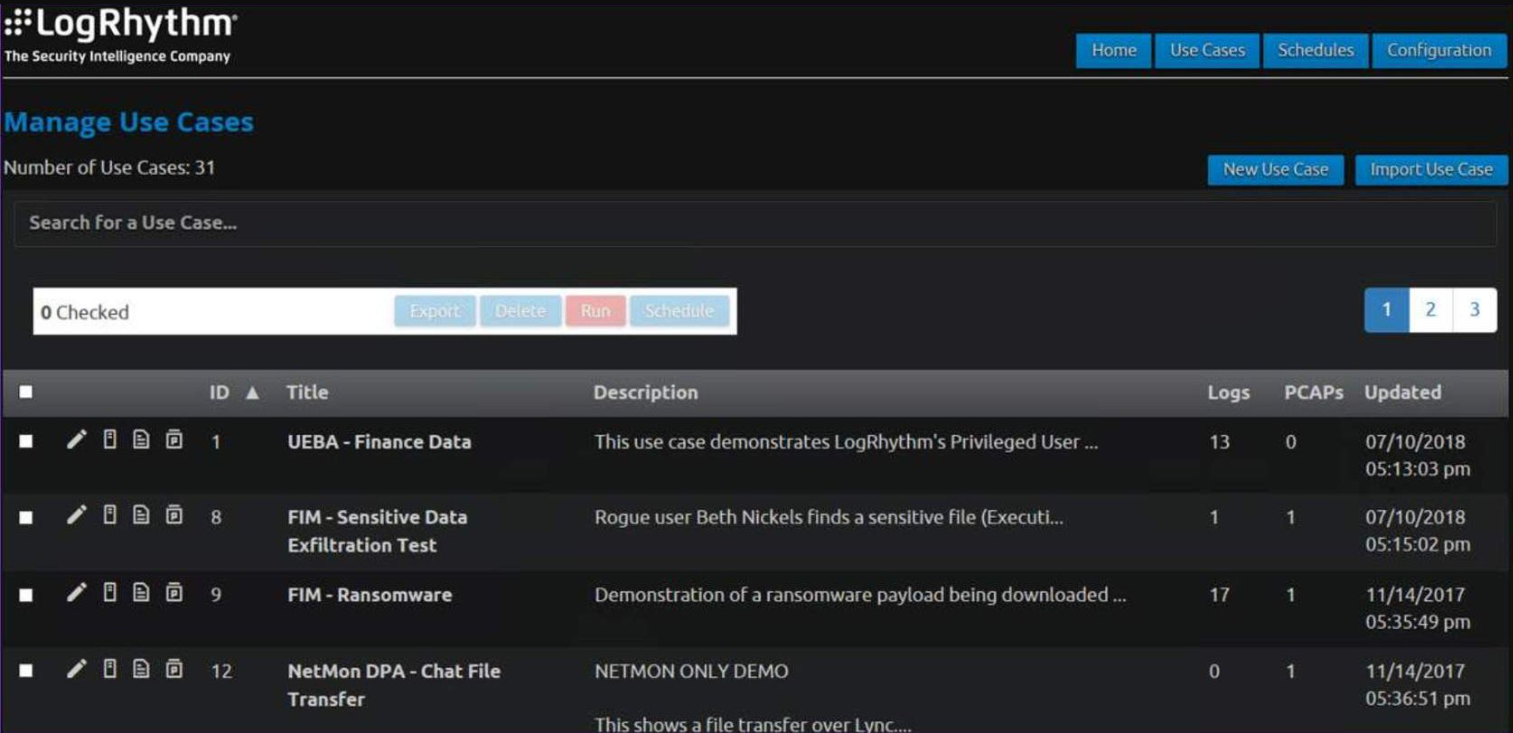 LogRhythm
The Security Intelligence Company
Home Use Cases Schedules Configuration
Manage Use Cases
Number of Use Cases: 31
New Use Case Import Use Case
Search for a Use Case...
0 Checked Export Delete Run Schedule 1 2 3
ID ▲ Title Description Logs PCAPs Updated
1 UEBA - Finance Data This use case demonstrates LogRhythm's Privileged User ... 13 0 07/10/2018
05:13:03 pm
8 FIM - Sensitive Data Rogue user Beth Nickels finds a sensitive file (Executi... 1 1 07/10/2018
Exfiltration Test 05:15:02 pm
9 FIM - Ransomware Demonstration of a ransomware payload being downloaded ... 17 1 11/14/2017
05:35:49 pm
12 NetMon DPA - Chat File NETMON ONLY DEMO 0 1 11/14/2017
Transfer 05:36:51 pm
This shows a file transfer over Lync....